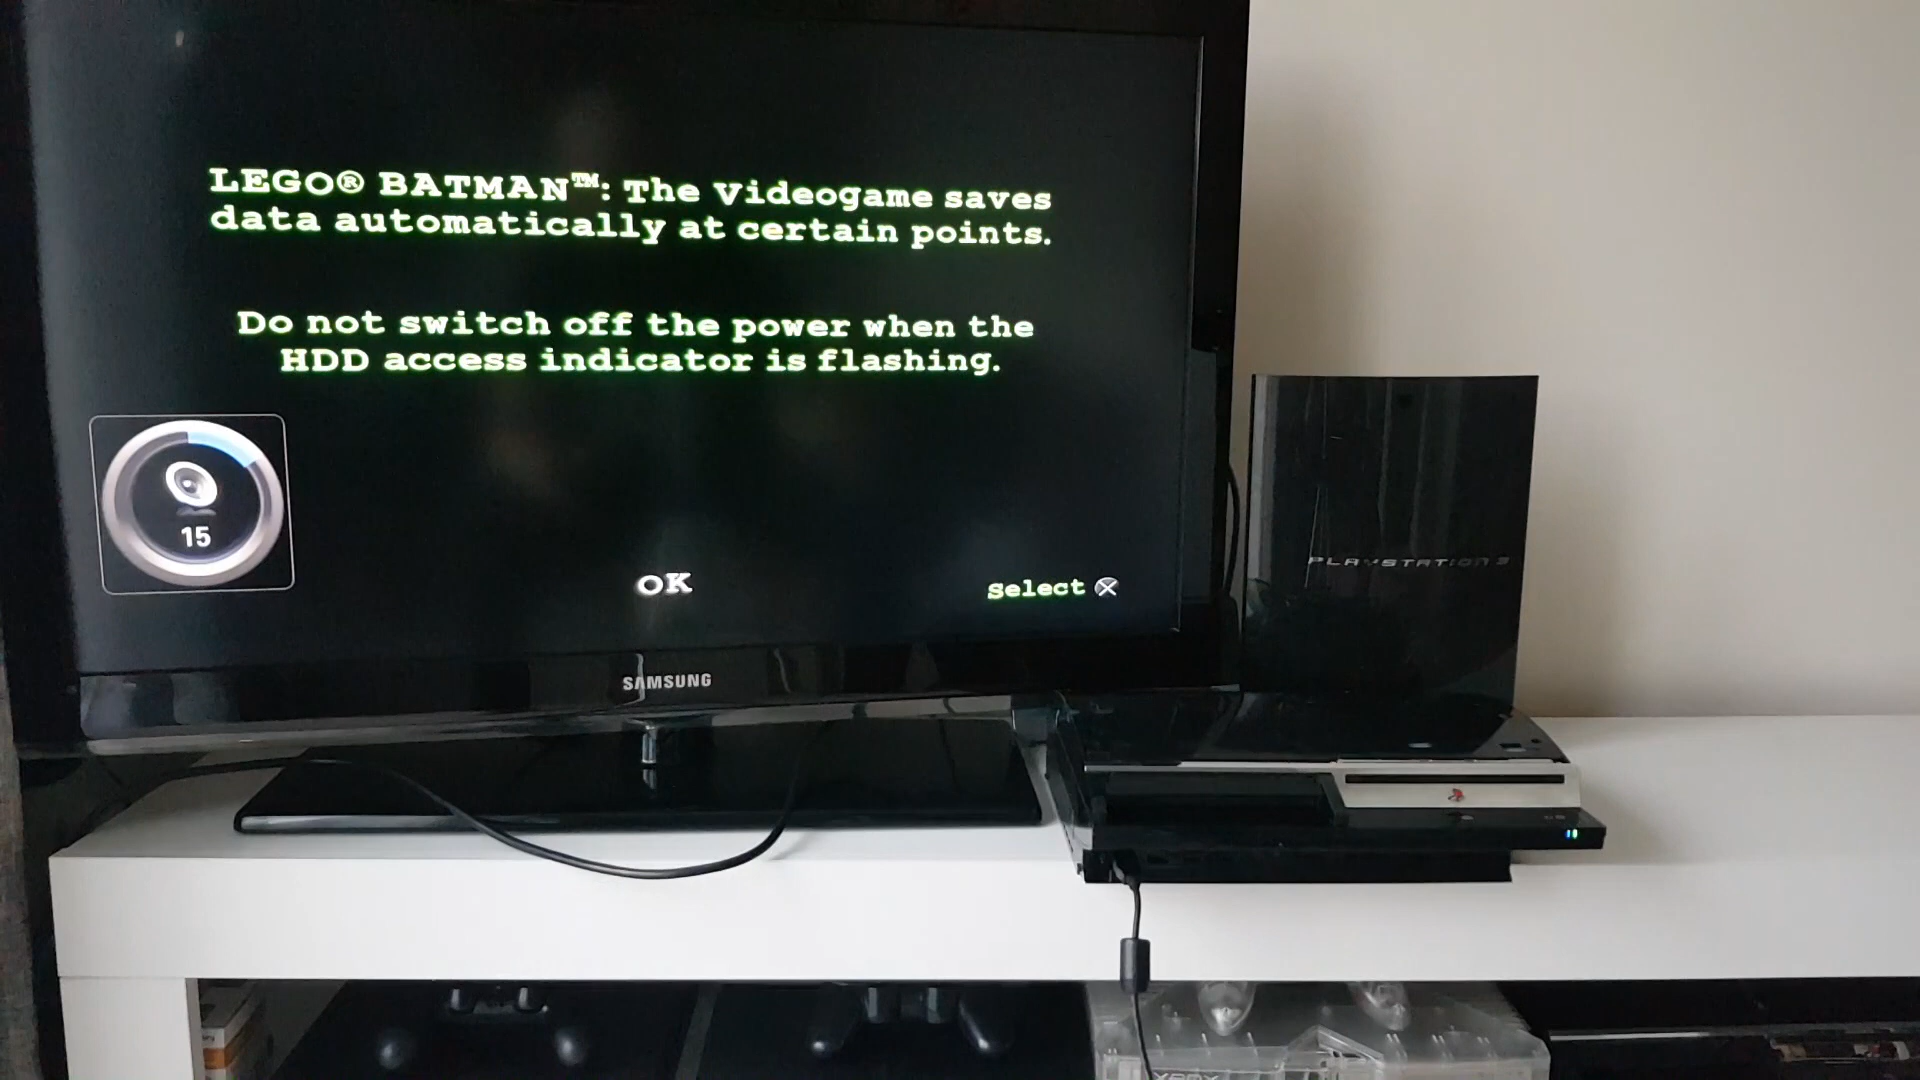 LEGO® BATMAN™: The Videogame saves
data automatically at certain points.
Do not switch off the power when the
HDD access indicator is flashing.
15
OK
Select ⓧ
SAMSUNG
PLAYSTATION 3
XBOX